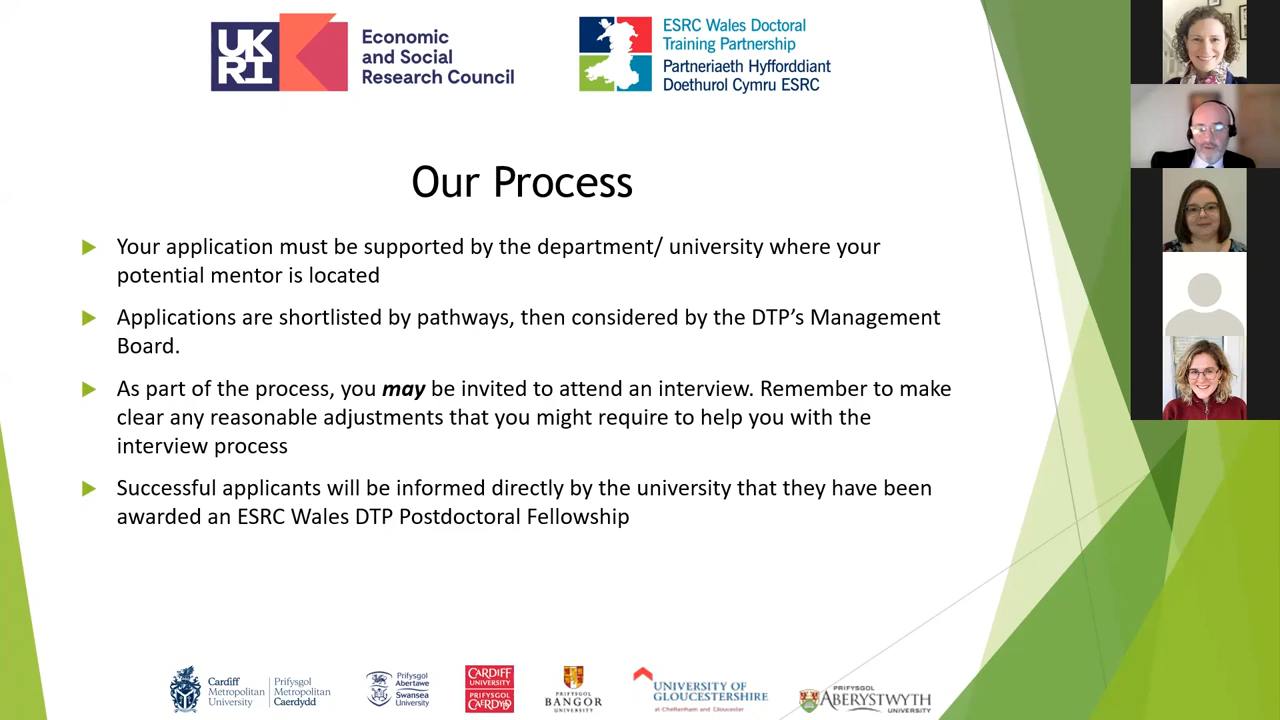 UK
RI
Economic
and Social
Research Council
ESRC Wales Doctoral
Training Partnership
Partneriaeth Hyfforddiant
Doethurol Cymru ESRC
Our Process
Your application must be supported by the department/ university where your
potential mentor is located
Applications are shortlisted by pathways, then considered by the DTP’s Management
Board.
As part of the process, you may be invited to attend an interview. Remember to make
clear any reasonable adjustments that you might require to help you with the
interview process
Successful applicants will be informed directly by the university that they have been
awarded an ESRC Wales DTP Postdoctoral Fellowship
Cardiff
Metropolitan
University
Prifysgol
Metropolitan
Caerdydd
Prifysgol
Abertawe
Swansea
University
CARDIFF
UNIVERSITY
PRIFYSGOL
CAERDYDD
PRIFYSGOL
BANGOR
UNIVERSITY
UNIVERSITY OF
GLOUCESTERSHIRE
at Cheltenham and Gloucester
PRIFYSGOL
ABERYSTWYTH
UNIVERSITY